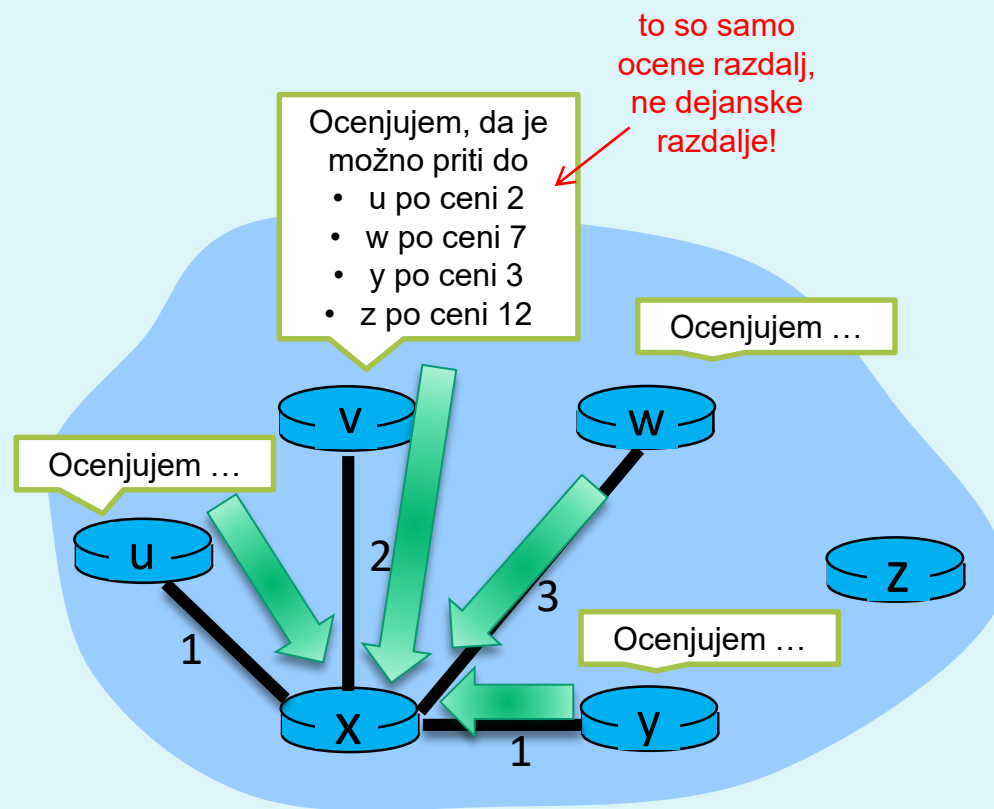 to so samo
ocene razdalj,
ne dejanske
razdalje!
Ocenjujem, da je
možno priti do
• u po ceni 2
• w po ceni 7
• y po ceni 3
• z po ceni 12
Ocenjujem …
v
w
Ocenjujem …
u
2
z
3
1
Ocenjujem …
x
y
1